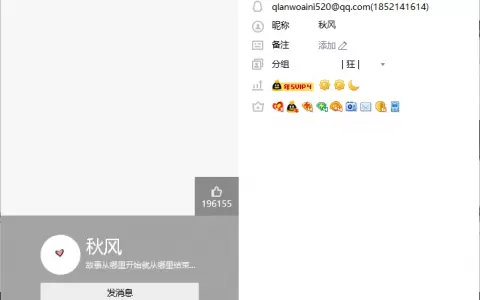 qianwoaini520@qq.com(1852141614)
昵称 秋风
备注 添加
分组 | 狂 |
年SVIP4
196155
秋风
故事从哪里开始就从哪里结束...
发消息